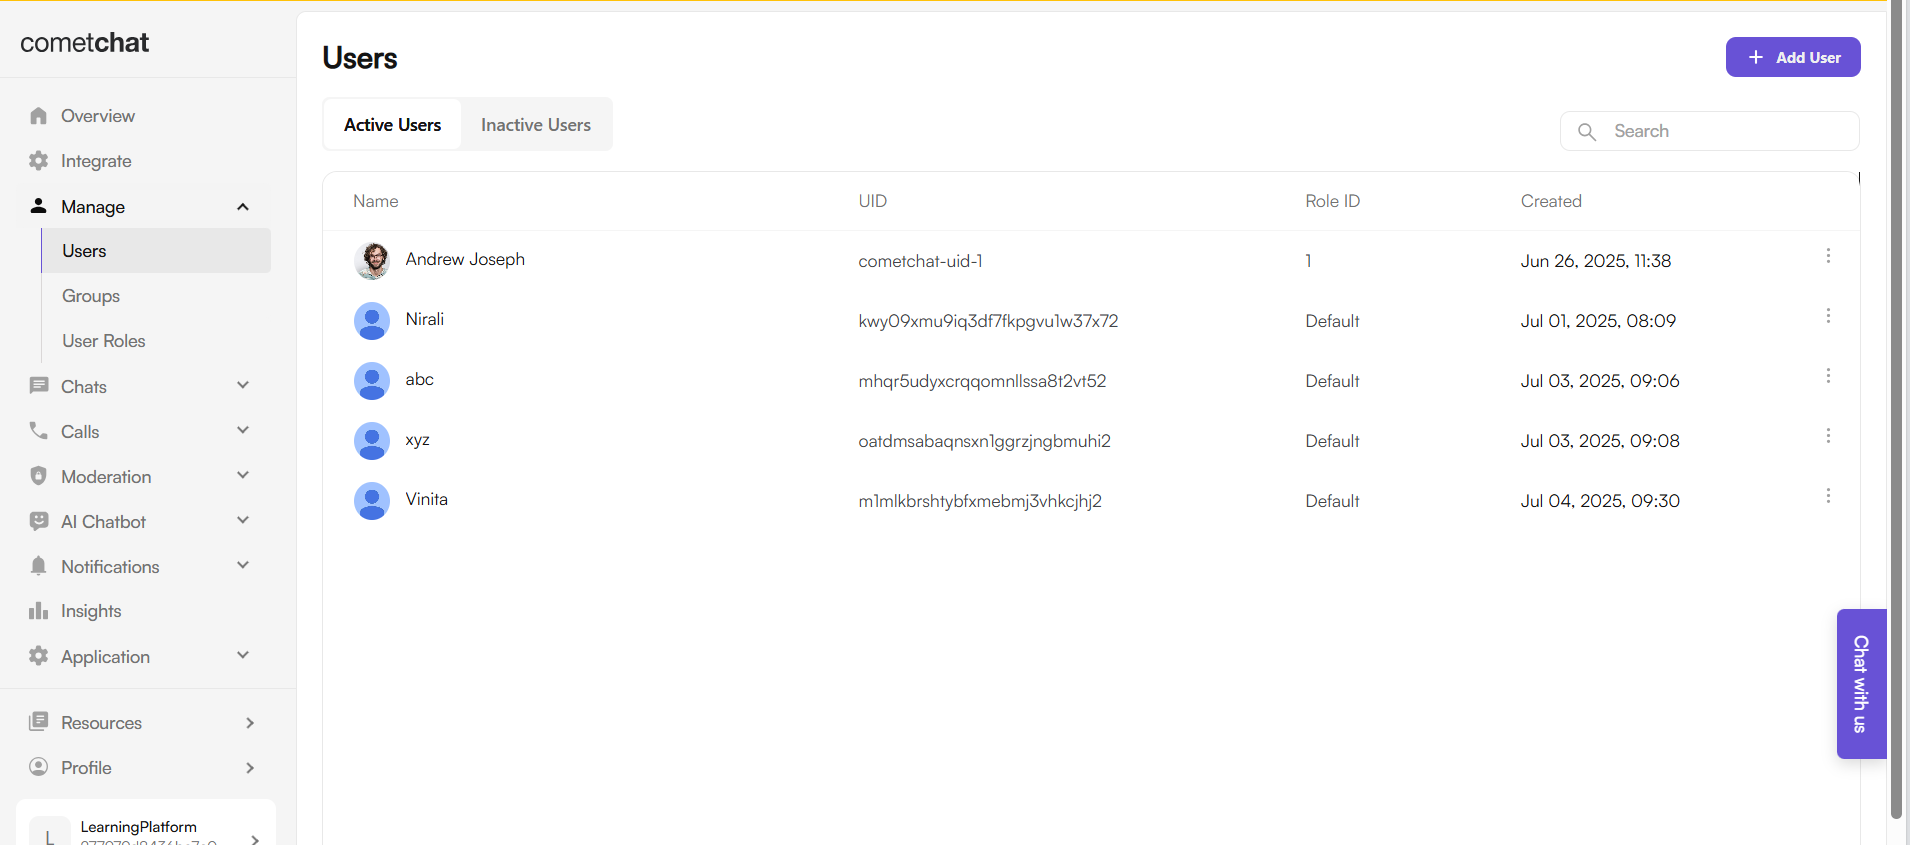 cometchat
Overview
Integrate
Manage
Users
Groups
User Roles
Chats
Calls
Moderation
AI Chatbot
Notifications
Insights
Application
Resources
Profile
L
LearningPlatform
Users
+ Add User
Active Users
Inactive Users
Search
Name UID Role ID Created
Andrew Joseph cometchat-uid-1 1 Jun 26, 2025, 11:38
Nirali kwy09xmu9iq3df7fkpgvu1w37x72 Default Jul 01, 2025, 08:09
abc mhqr5udyxcrqqomnllssa8t2vt52 Default Jul 03, 2025, 09:06
xyz oatdmsabaqnsxn1ggrzjngbmuhi2 Default Jul 03, 2025, 09:08
Vinita m1mlkbrshtybfxmebmj3vhkcjhj2 Default Jul 04, 2025, 09:30
Chat with us